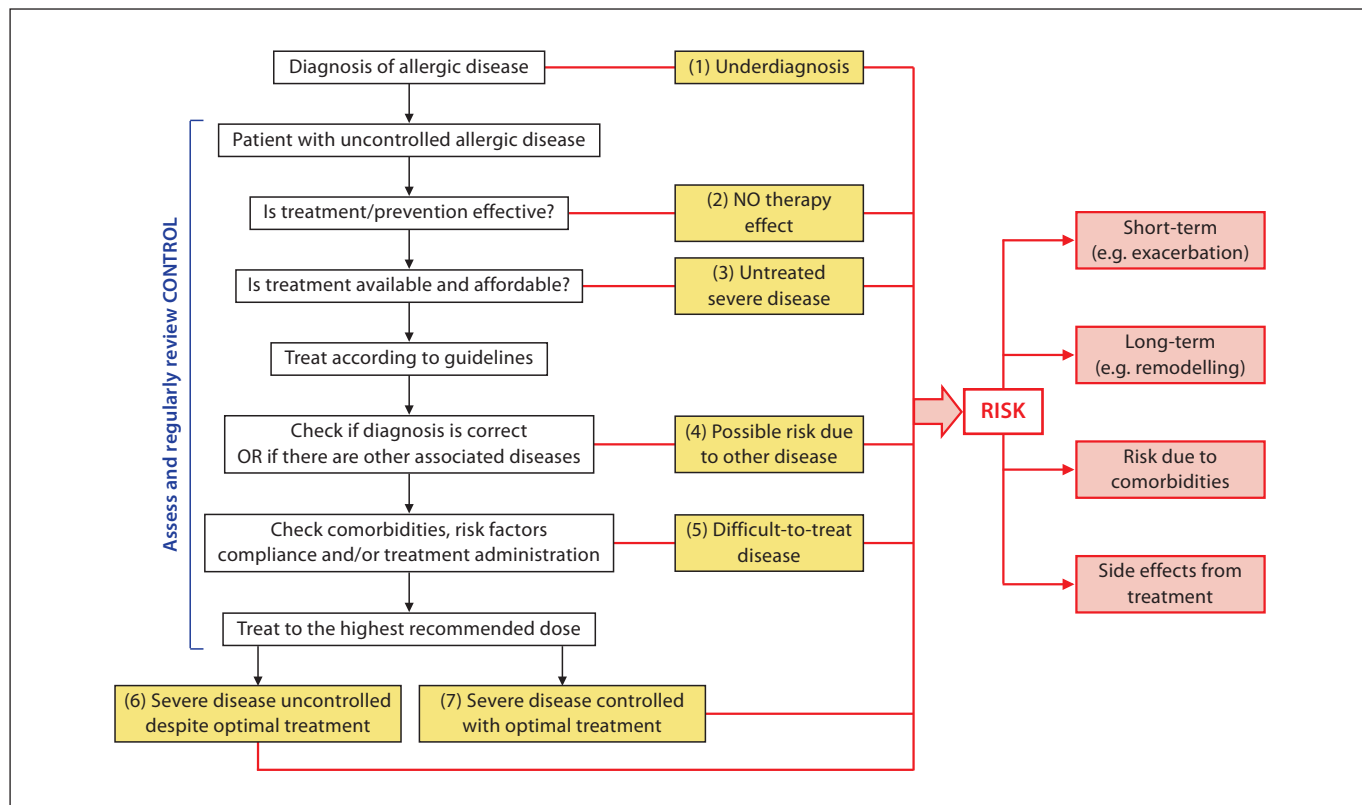 Diagnosis of allergic disease
(1) Underdiagnosis
Patient with uncontrolled allergic disease
Is treatment/prevention effective?
(2) NO therapy
effect
Is treatment available and affordable?
(3) Untreated
severe disease
Treat according to guidelines
Check if diagnosis is correct
OR if there are other associated diseases
(4) Possible risk due
to other disease
Check comorbidities, risk factors
compliance and/or treatment administration
(5) Difficult-to-treat
disease
Treat to the highest recommended dose
(6) Severe disease uncontrolled
despite optimal treatment
(7) Severe disease controlled
with optimal treatment
Assess and regularly review CONTROL
RISK
Short-term
(e.g. exacerbation)
Long-term
(e.g. remodelling)
Risk due to
comorbidities
Side effects from
treatment